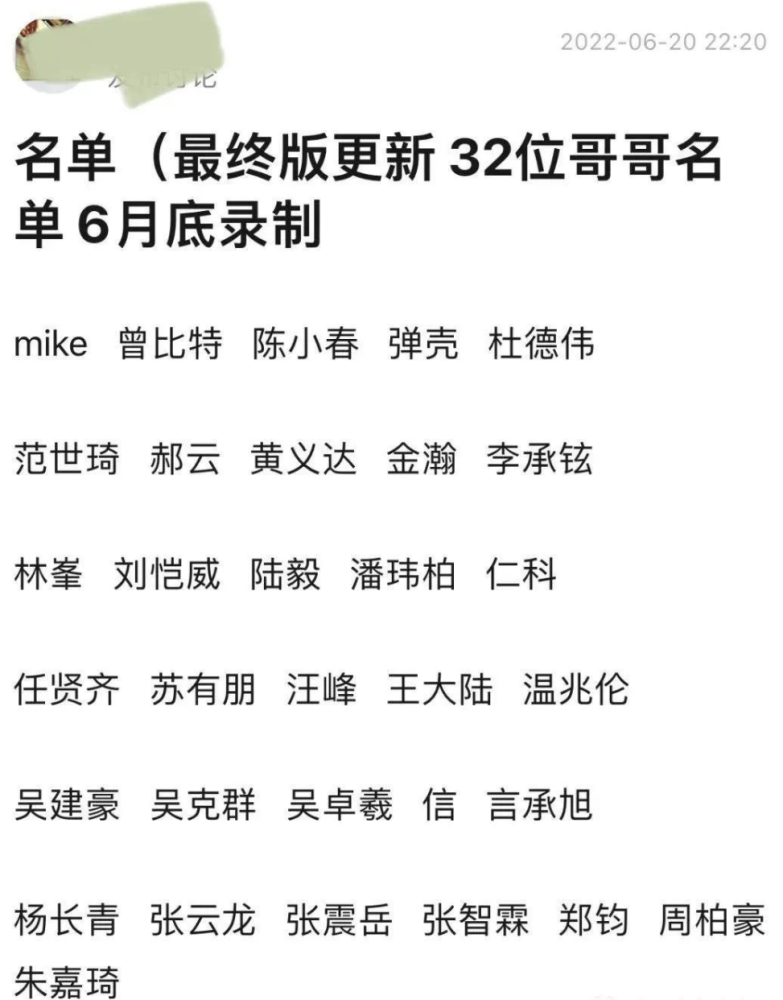 2022-06-20 22:20
名单（最终版更新 32位哥哥名
单 6月底录制
mike 曾比特 陈小春 弹壳 杜德伟
范世琦 郝云 黄义达 金瀚 李承铉
林峯 刘恺威 陆毅 潘玮柏 仁科
任贤齐 苏有朋 汪峰 王大陆 温兆伦
吴建豪 吴克群 吴卓羲 信 言承旭
杨长青 张云龙 张震岳 张智霖 郑钧 周柏豪
朱嘉琦